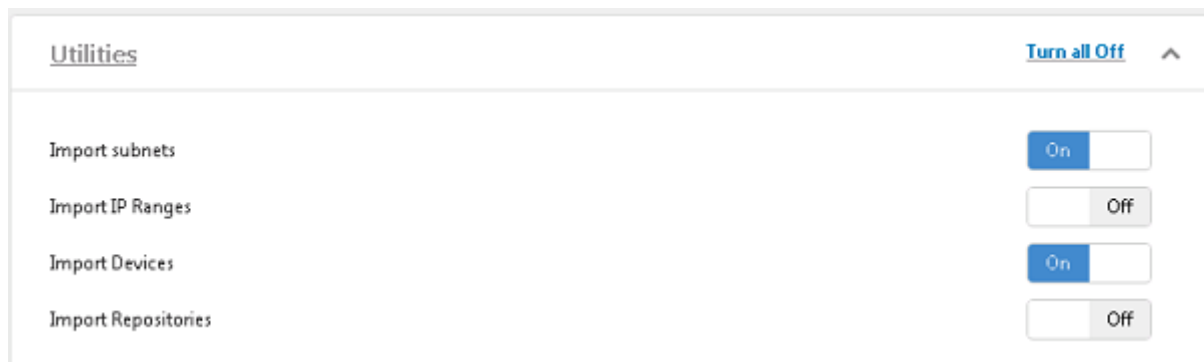 Utilities Turn all Off
Import subnets On
Import IP Ranges Off
Import Devices On
Import Repositories Off